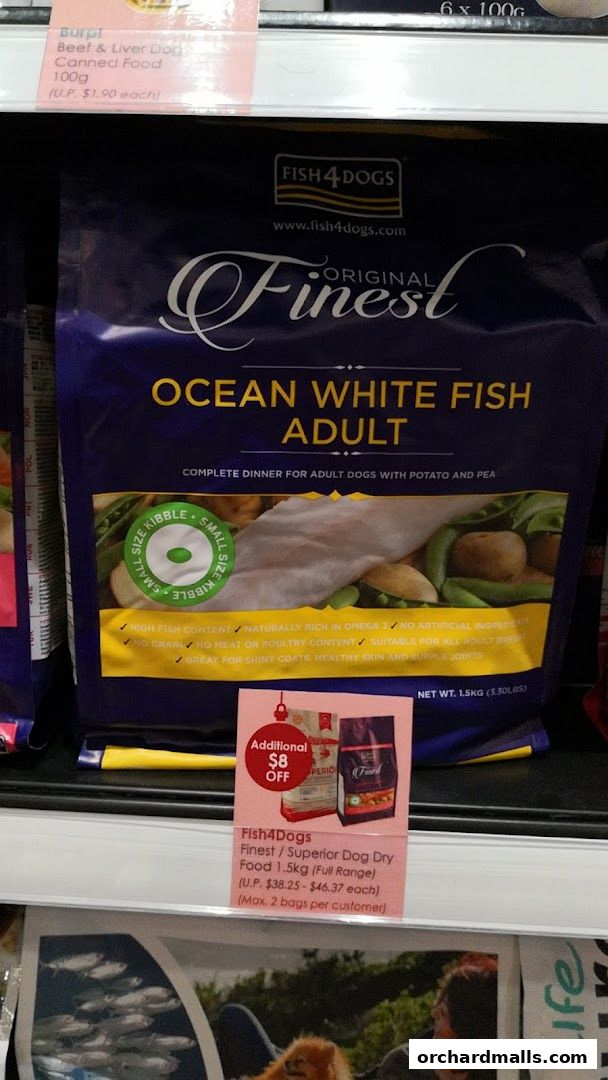 Burp!
Beef & Liver Dog
Canned Food
100g
(U.P. $1.90 each)
6 x 100G
FISH4DOGS
www.fish4dogs.com
ORIGINAL
Finest
OCEAN WHITE FISH
ADULT
COMPLETE DINNER FOR ADULT DOGS WITH POTATO AND PEA
SMALL SIZE KIBBLE • SMALL SIZE KIBBLE •
✓ HIGH FISH CONTENT ✓ NATURALLY RICH IN OMEGA 3 ✓ NO ARTIFICIAL INGREDIENTS
✓ NO GRAIN ✓ NO MEAT OR POULTRY CONTENT ✓ SUITABLE FOR ALL ADULT BREEDS
✓ GREAT FOR SHINY COATS, HEALTHY SKIN AND SUPPLE JOINTS
NET WT. 1.5KG (3.30LBS)
Additional
$8
OFF
Finest
Fish4Dogs
Finest / Superior Dog Dry
Food 1.5kg (Full Range)
(U.P. $38.25 - $46.37 each)
(Max. 2 bags per customer)
life
orchardmalls.com